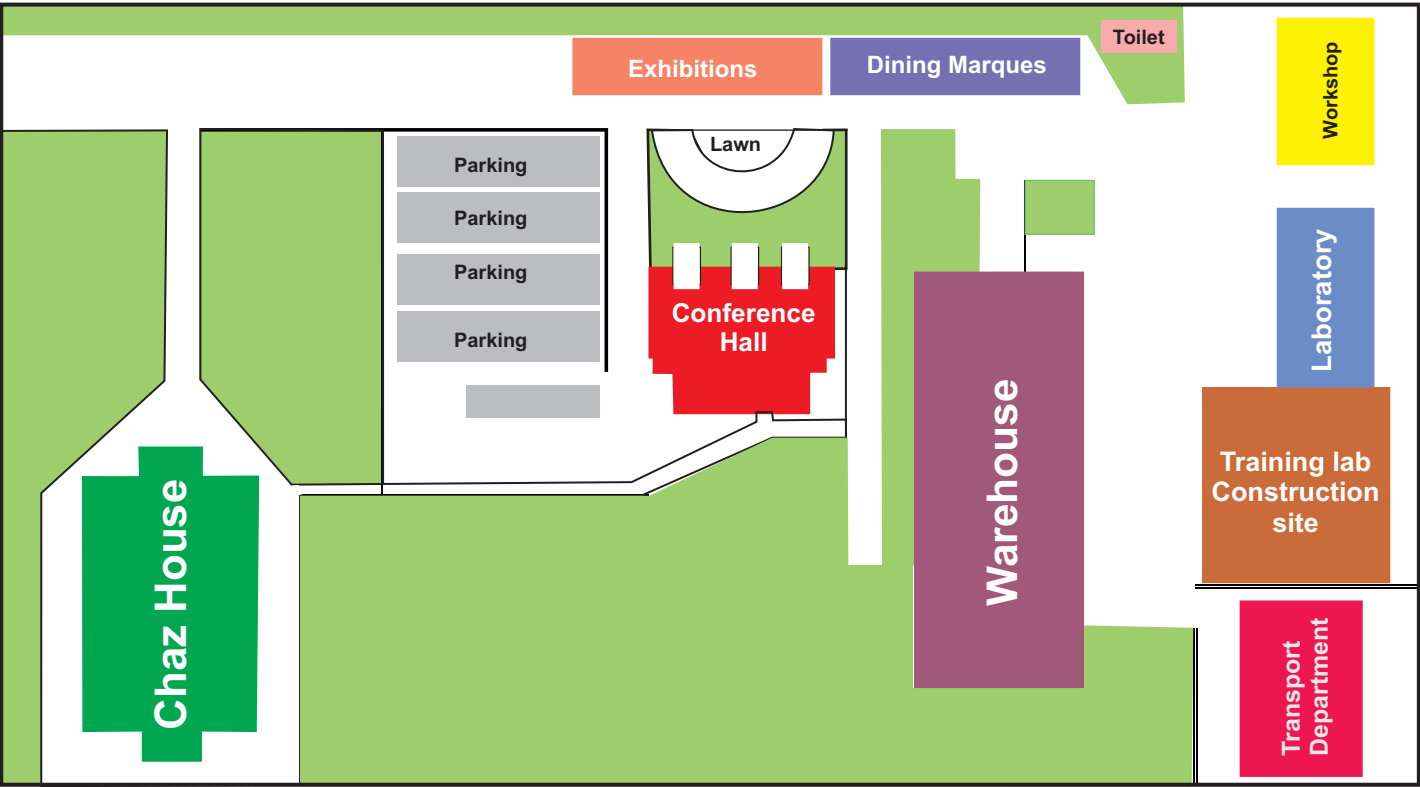 Toilet
Exhibitions
Dining Marques
Workshop
Lawn
Parking
Parking
Parking
Parking
Conference
Hall
Laboratory
Warehouse
Training lab
Construction
site
Chaz House
Transport
Department